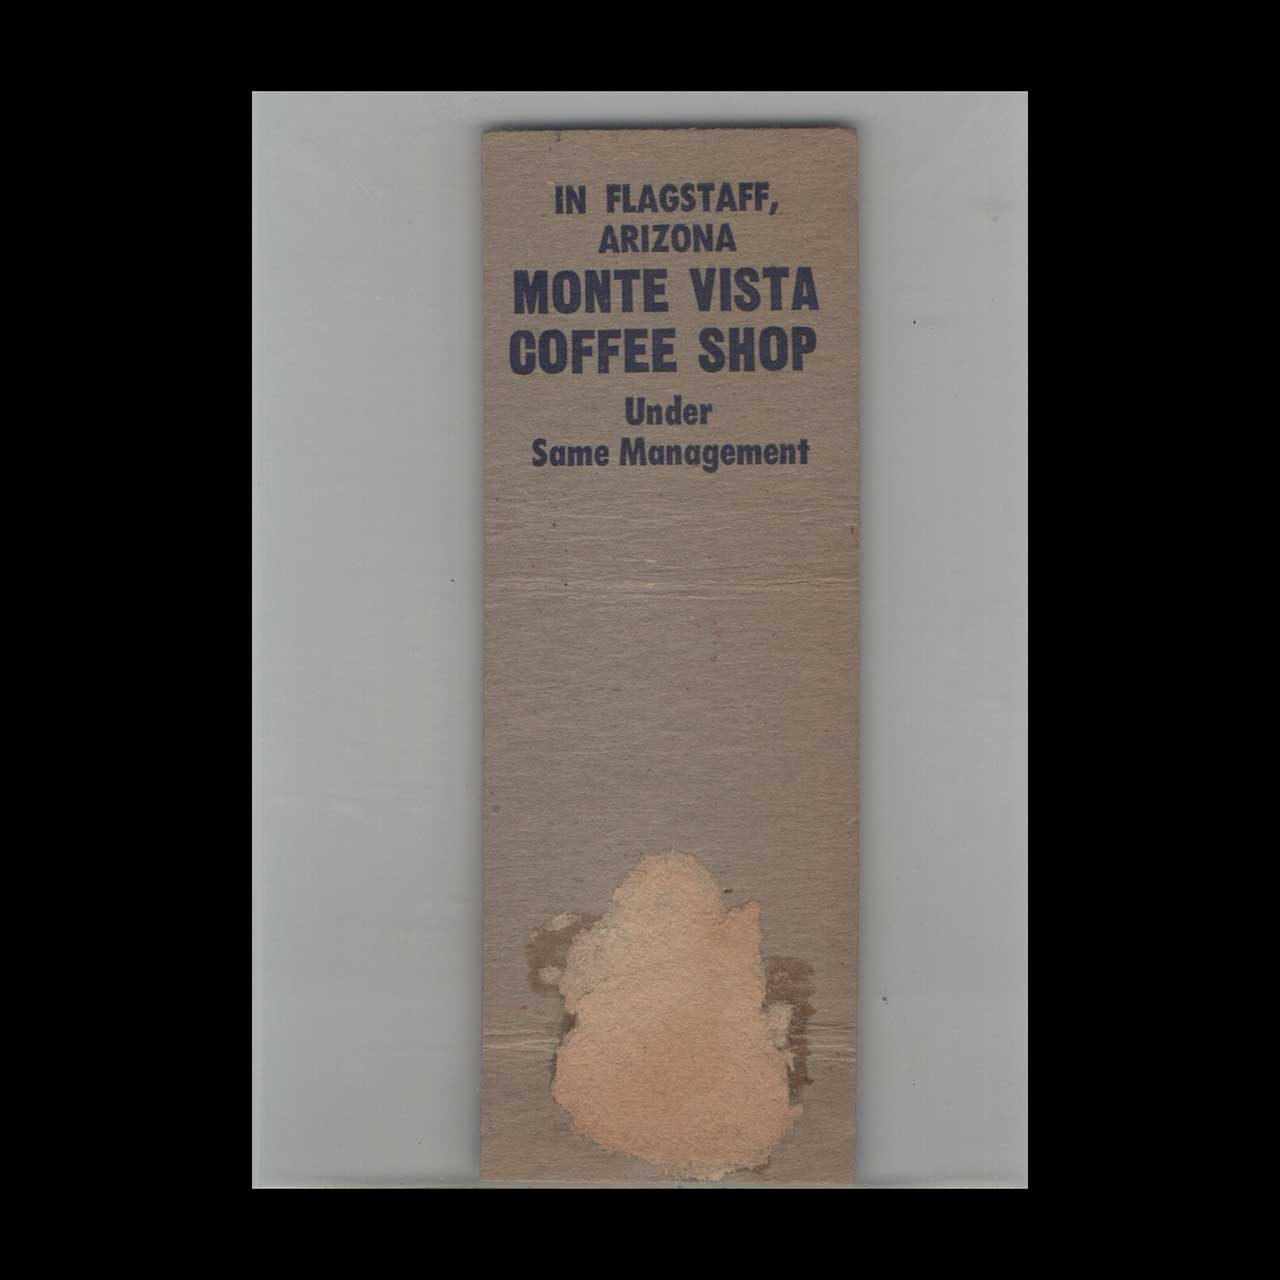 IN FLAGSTAFF,
ARIZONA
MONTE VISTA
COFFEE SHOP
Under
Same Management